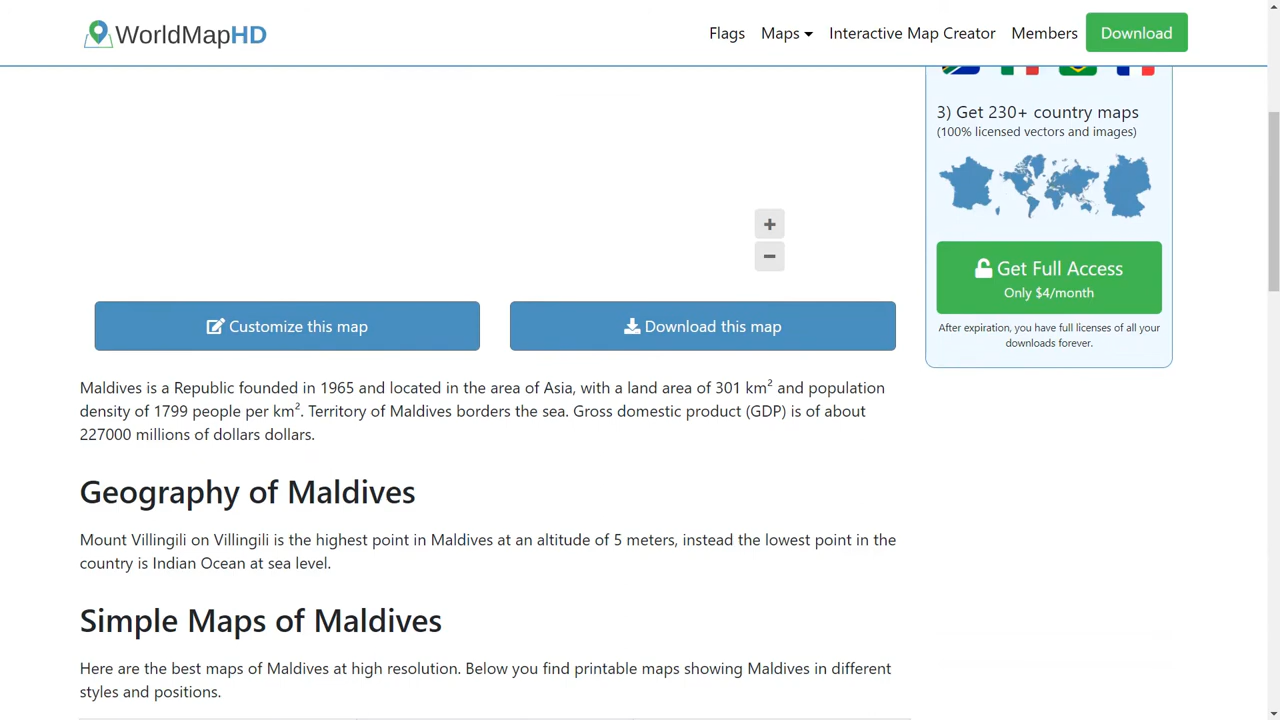 WorldMapHD
Flags Maps Interactive Map Creator Members Download
3) Get 230+ country maps
(100% licensed vectors and images)
Get Full Access
Only $4/month
After expiration, you have full licenses of all your
downloads forever.
+
−
Customize this map
Download this map
Maldives is a Republic founded in 1965 and located in the area of Asia, with a land area of 301 km² and population
density of 1799 people per km². Territory of Maldives borders the sea. Gross domestic product (GDP) is of about
227000 millions of dollars dollars.
Geography of Maldives
Mount Villingili on Villingili is the highest point in Maldives at an altitude of 5 meters, instead the lowest point in the
country is Indian Ocean at sea level.
Simple Maps of Maldives
Here are the best maps of Maldives at high resolution. Below you find printable maps showing Maldives in different
styles and positions.